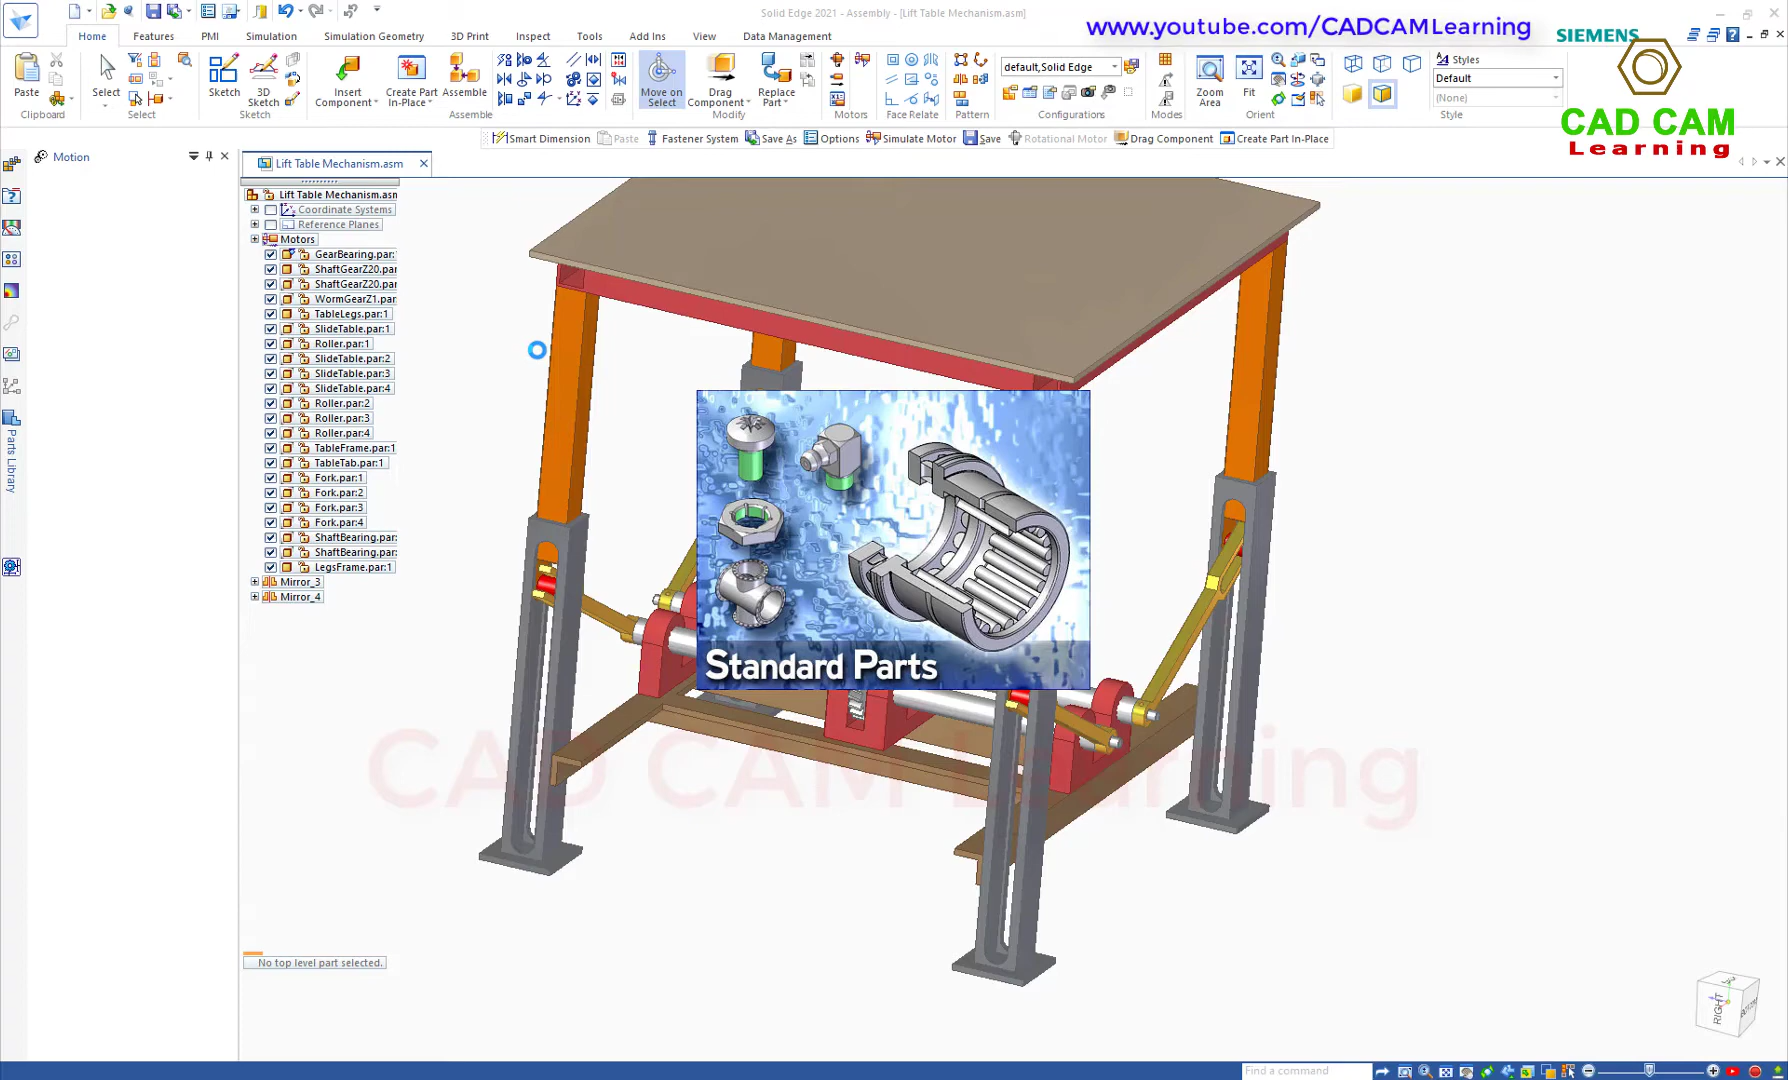 Solid Edge 2021 - Assembly - [Lift Table Mechanism.asm]
www.youtube.com/CADCAMLearning
SIEMENS
Home Features PMI Simulation Simulation Geometry 3D Print Inspect Tools Add Ins View Data Management
Paste
Clipboard
Select
Select
Sketch
3D Sketch
Sketch
Insert Component
Create Part In-Place
Assembly
Assemble
Move on Select
Drag Component
Replace Part
Modify
Motors
Face Relate
Pattern
default,Solid Edge
Configurations
Modes
Zoom Area
Fit
Orient
Styles
Default
(None)
Style
CAD CAM
Learning
Smart Dimension Paste Fastener System Save As Options Simulate Motor Save Rotational Motor Drag Component Create Part In-Place
Motion
Lift Table Mechanism.asm
Lift Table Mechanism.asm
Coordinate Systems
Reference Planes
Motors
GearBearing.par:
ShaftGearZ20.par
ShaftGearZ20.par
WormGearZ1.par
TableLegs.par:1
SlideTable.par:1
Roller.par:1
SlideTable.par:2
SlideTable.par:3
SlideTable.par:4
Roller.par:2
Roller.par:3
Roller.par:4
TableFrame.par:1
TableTab.par:1
Fork.par:1
Fork.par:2
Fork.par:3
Fork.par:4
ShaftBearing.par:
ShaftBearing.par:
LegsFrame.par:1
Mirror_3
Mirror_4
Parts Library
Standard Parts
CAD CAM Learning
No top level part selected.
RIGHT
Find a command